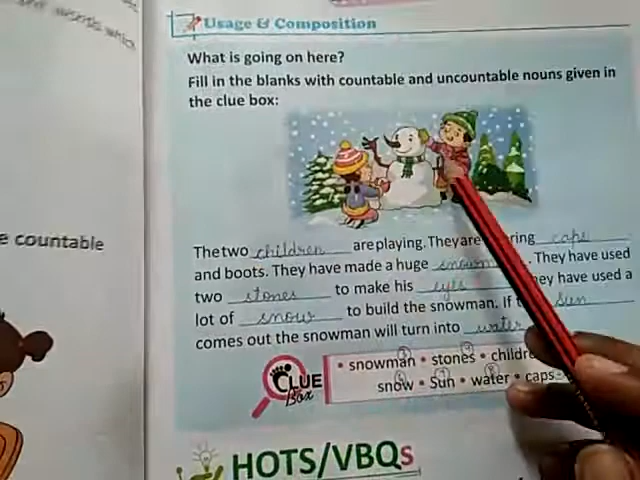 Usage & Composition
What is going on here?
Fill in the blanks with countable and uncountable nouns given in
the clue box:
e countable
The two children are playing. They are ring caps
and boots. They have made a huge snowm . They have used
two stones to make his eyes hey have used a
lot of snow to build the snowman. If t sun
comes out the snowman will turn into water
CLUE Box
• snowman • stones • childre
snow • Sun • water • caps
HOTS/VBQs